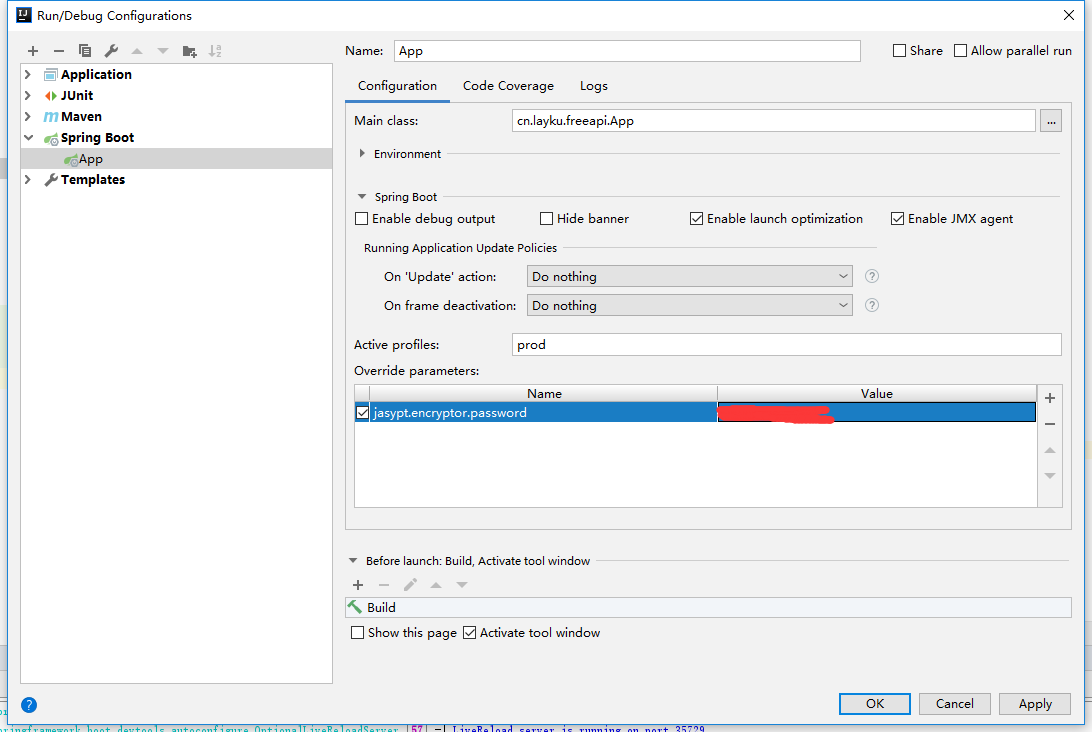 Run/Debug Configurations
Name: App Share Allow parallel run
Application
JUnit
Maven
Spring Boot
App
Templates
Configuration Code Coverage Logs
Main class: cn.layku.freeapi.App ...
Environment
Spring Boot
Enable debug output Hide banner Enable launch optimization Enable JMX agent
Running Application Update Policies
On 'Update' action: Do nothing
On frame deactivation: Do nothing
Active profiles: prod
Override parameters:
Name Value
jasypt.encryptor.password
Before launch: Build, Activate tool window
Build
Show this page Activate tool window
OK Cancel Apply
springframework.boot.devtools.autoconfigure.OptionalLiveReloadServer [57] -| LiveReload server is running on port 35729